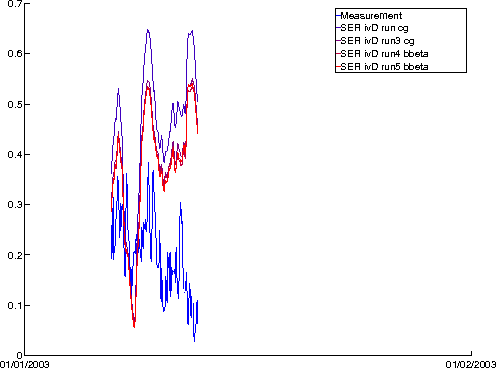 0.7
Measurement
SER ivD run cg
SER ivD run3 cg
SER ivD run4 bbeta
SER ivD run5 bbeta
0.6
0.5
0.4
0.3
0.2
0.1
0
01/01/2003 01/02/2003